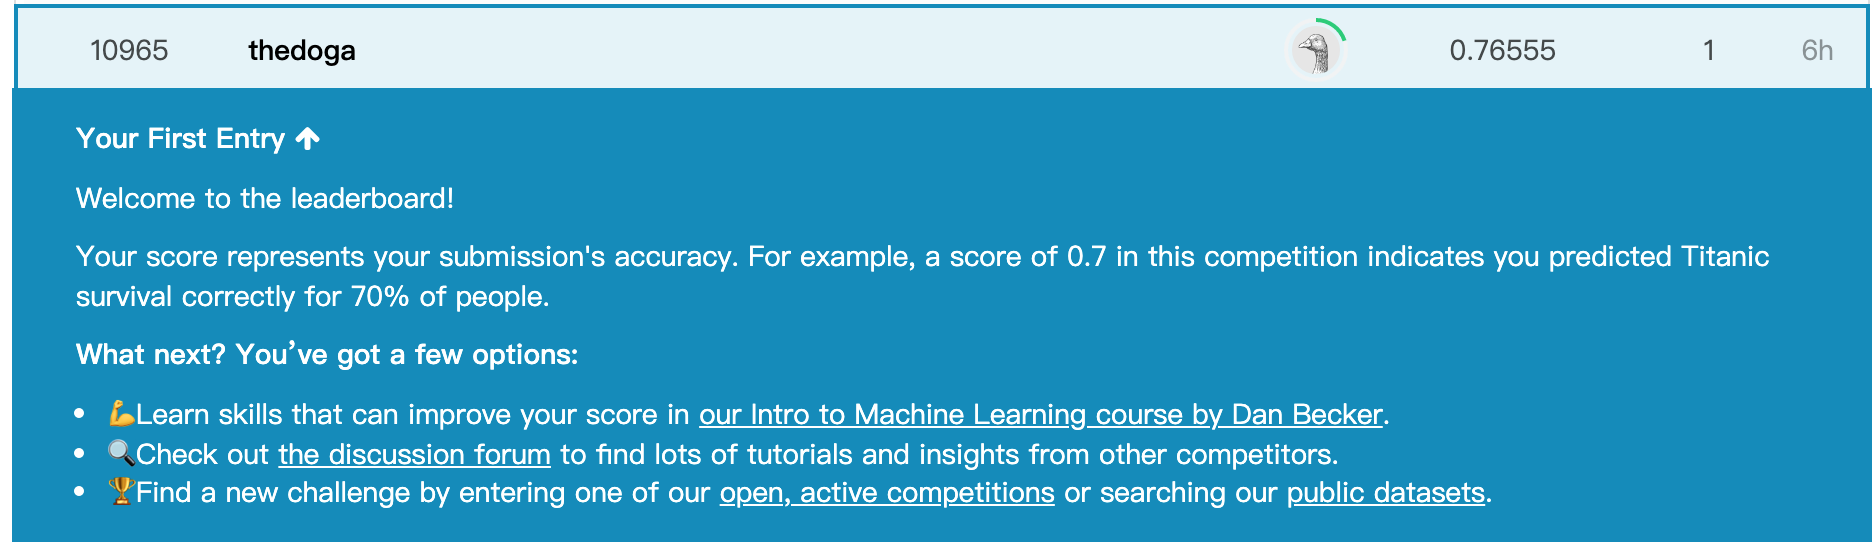 10965 thedoga 0.76555 1 6h
Your First Entry ↑
Welcome to the leaderboard!
Your score represents your submission's accuracy. For example, a score of 0.7 in this competition indicates you predicted Titanic
survival correctly for 70% of people.
What next? You’ve got a few options:
• 💪Learn skills that can improve your score in our Intro to Machine Learning course by Dan Becker.
• 🔍Check out the discussion forum to find lots of tutorials and insights from other competitors.
• 🏆Find a new challenge by entering one of our open, active competitions or searching our public datasets.